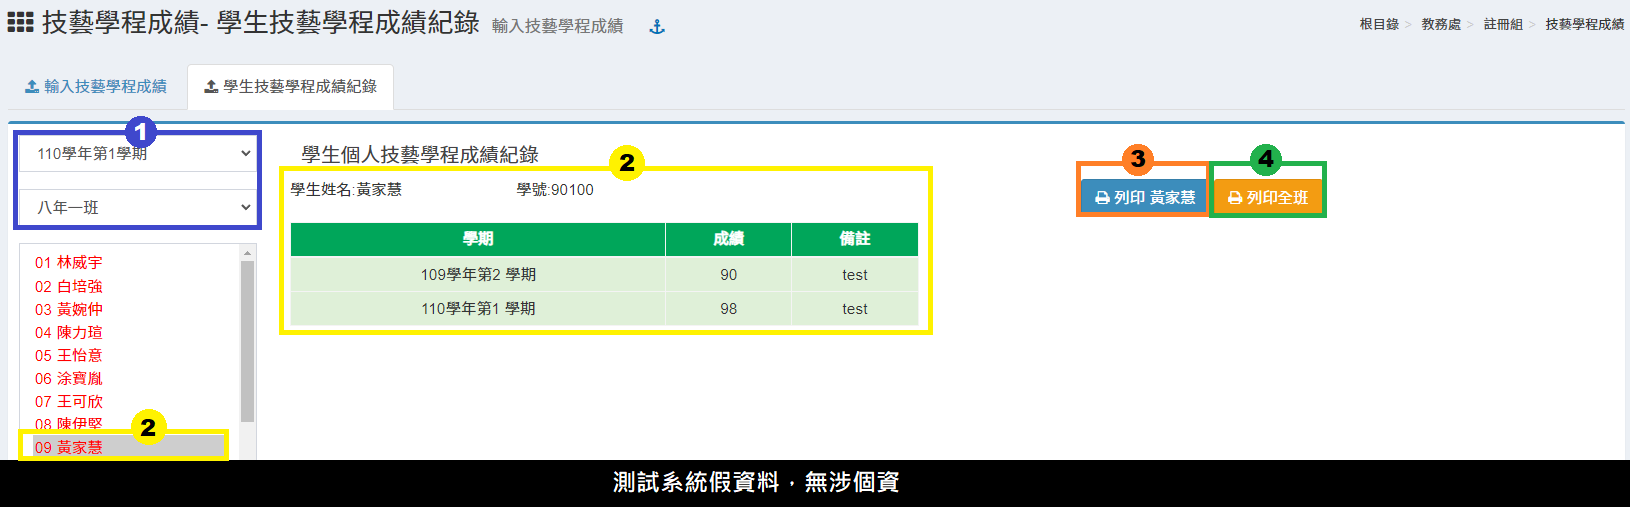 技藝學程成績- 學生技藝學程成績紀錄 輸入技藝學程成績
根目錄 > 教務處 > 註冊組 > 技藝學程成績
輸入技藝學程成績 學生技藝學程成績紀錄
1
110學年第1學期
八年一班
01 林威宇
02 白培強
03 黃婉仲
04 陳力瑄
05 王怡意
06 涂寶胤
07 王可欣
08 陳伊堅
2
09 黃家慧
學生個人技藝學程成績紀錄
2
學生姓名:黃家慧 學號:90100
學期 成績 備註
109學年第2 學期 90 test
110學年第1 學期 98 test
3 4
列印 黃家慧 列印全班
測試系統假資料，無涉個資